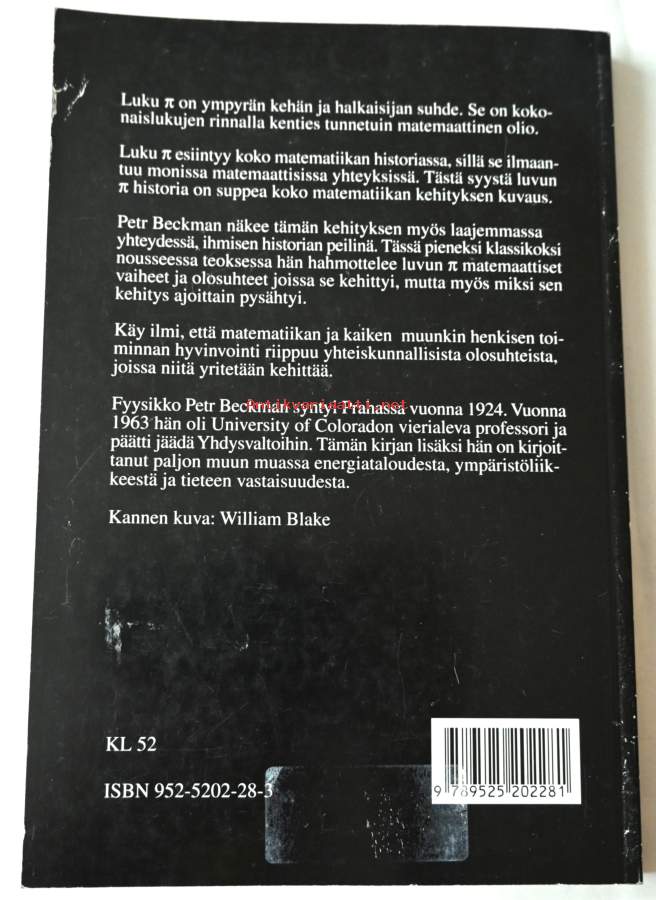 Luku π on ympyrän kehän ja halkaisijan suhde. Se on koko-
naislukujen rinnalla kenties tunnetuin matemaattinen olio.
Luku π esiintyy koko matematiikan historiassa, sillä se ilmaan-
tuu monissa matemaattisissa yhteyksissä. Tästä syystä luvun
π historia on suppea koko matematiikan kehityksen kuvaus.
Petr Beckman näkee tämän kehityksen myös laajemmassa
yhteydessä, ihmisen historian peilinä. Tässä pieneksi klassikoksi
nousseessa teoksessa hän hahmottelee luvun π matemaattiset
vaiheet ja olosuhteet joissa se kehittyi, mutta myös miksi sen
kehitys ajoittain pysähtyi.
Käy ilmi, että matematiikan ja kaiken muunkin henkisen toi-
minnan hyvinvointi riippuu yhteiskunnallisista olosuhteista,
joissa niitä yritetään kehittää.
Antikvariaatti.net
Fyysikko Petr Beckman syntyi Prahassa vuonna 1924. Vuonna
1963 hän oli University of Coloradon vierialeva professori ja
päätti jäädä Yhdysvaltoihin. Tämän kirjan lisäksi hän on kirjoit-
tanut paljon muun muassa energiataloudesta, ympäristöliik-
keestä ja tieteen vastaisuudesta.
Kannen kuva: William Blake
KL 52
ISBN 952-5202-28-3
9 789525 202281